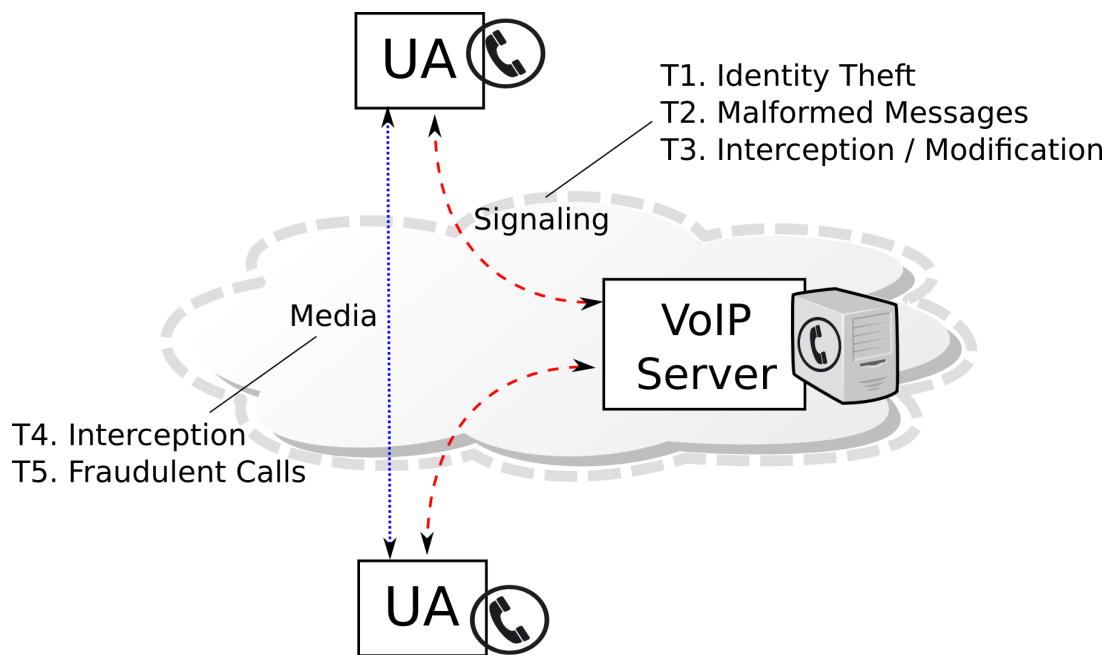 UA
T1. Identity Theft
T2. Malformed Messages
T3. Interception / Modification
Signaling
Media
VoIP
Server
T4. Interception
T5. Fraudulent Calls
UA